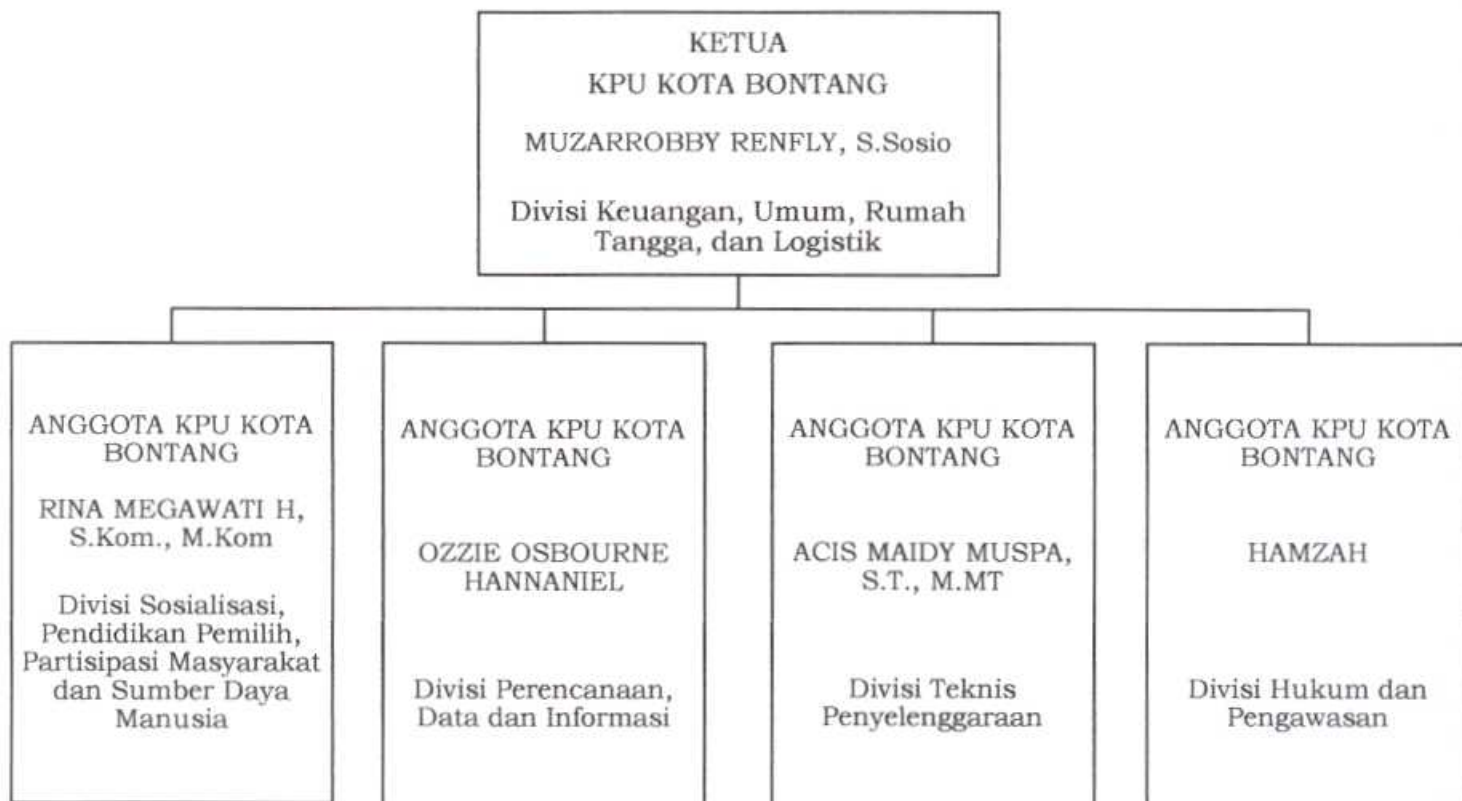 KETUA
KPU KOTA BONTANG
MUZARROBBY RENFLY, S.Sosio
Divisi Keuangan, Umum, Rumah
Tangga, dan Logistik
ANGGOTA KPU KOTA
BONTANG
RINA MEGAWATI H,
S.Kom., M.Kom
Divisi Sosialisasi,
Pendidikan Pemilih,
Partisipasi Masyarakat
dan Sumber Daya
Manusia
ANGGOTA KPU KOTA
BONTANG
OZZIE OSBOURNE
HANNANIEL
Divisi Perencanaan,
Data dan Informasi
ANGGOTA KPU KOTA
BONTANG
ACIS MAIDY MUSPA,
S.T., M.MT
Divisi Teknis
Penyelenggaraan
ANGGOTA KPU KOTA
BONTANG
HAMZAH
Divisi Hukum dan
Pengawasan